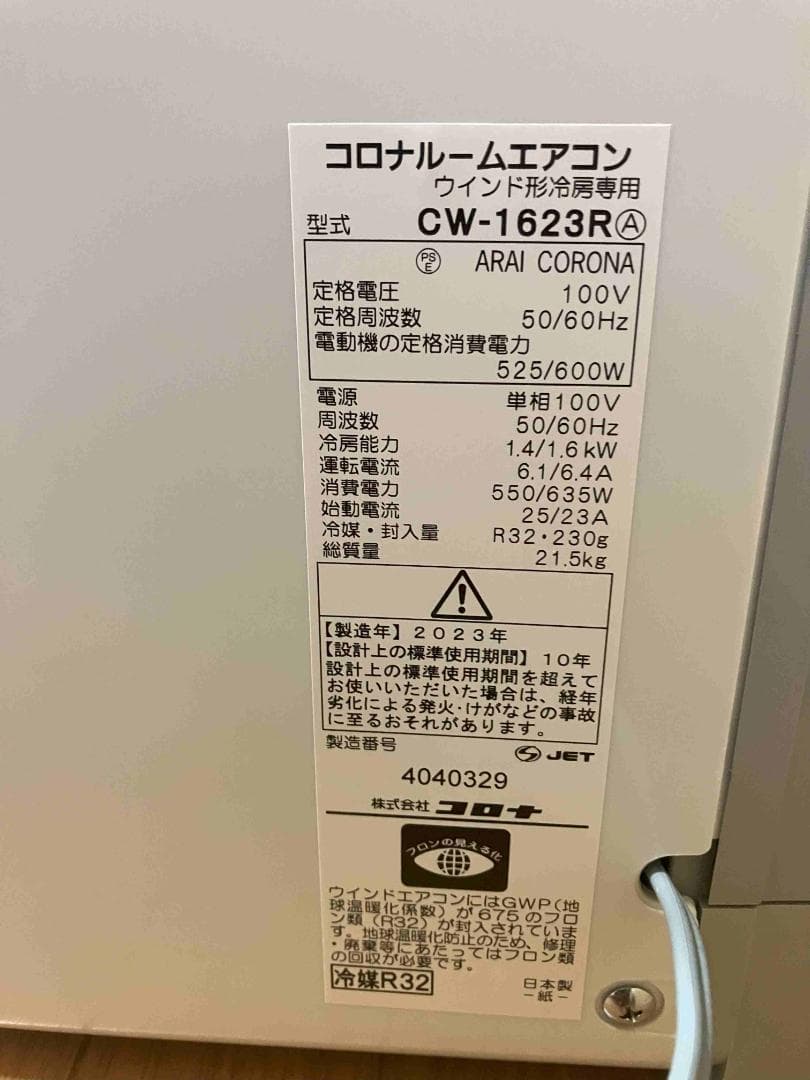 コロナルームエアコン
ウインド形冷房専用
型式 CW-1623RⒶ
PSE ARAI CORONA
定格電圧 100V
定格周波数 50/60Hz
電動機の定格消費電力
525/600W
電源 単相100V
周波数 50/60Hz
冷房能力 1.4/1.6kW
運転電流 6.1/6.4A
消費電力 550/635W
始動電流 25/23A
冷媒・封入量 R32・230g
総質量 21.5kg
【製造年】2023年
【設計上の標準使用期間】10年
設計上の標準使用期間を超えて
お使いいただいた場合は、経年
劣化による発火・けがなどの事故
に至るおそれがあります。
製造番号 JET
4040329
株式会社 コロナ
フロンの見える化
ウインドエアコンにはGWP(地
球温暖化係数)が675のフロ
ン類(R32)が封入されていま
す。地球温暖化防止のため、修理
・廃棄等にあたってはフロン類
の回収が必要です。
冷媒R32 日本製
-紙-